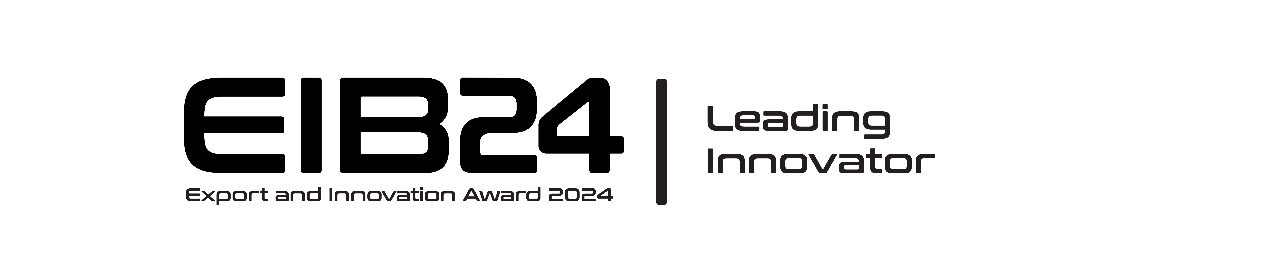 EIB24
Export and Innovation Award 2024
Leading
Innovator